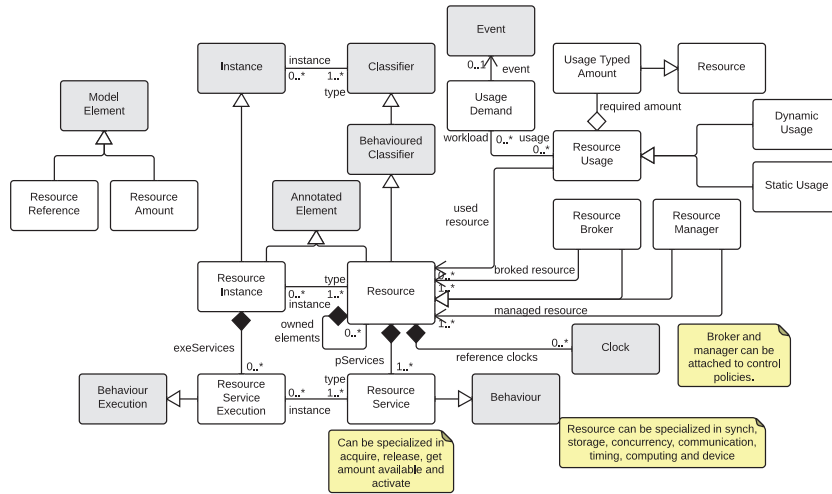 Event
instance
Instance
Classifier
0..*
1..*
type
0..1
event
Usage Typed
Amount
Resource
Model
Element
Usage
Demand
required amount
Dynamic
Usage
Behavioured
Classifier
workload
0..*
usage
0..*
Resource
Usage
Resource
Reference
Resource
Amount
Static Usage
Annotated
Element
used
resource
Resource
Broker
Resource
Manager
Resource
Instance
type
0..*
1..*
instance
Resource
0..*
broked resource
1..*
owned
elements
0..*
managed resource
1..*
exeServices
0..*
pServices
1..*
reference clocks
0..*
Clock
Broker and
manager can be
attached to control
policies.
Behaviour
Execution
Resource
Service
Execution
type
0..*
1..*
instance
Resource
Service
Behaviour
Can be specialized in
acquire, release, get
amount available and
activate
Resource can be specialized in synch,
storage, concurrency, communication,
timing, computing and device